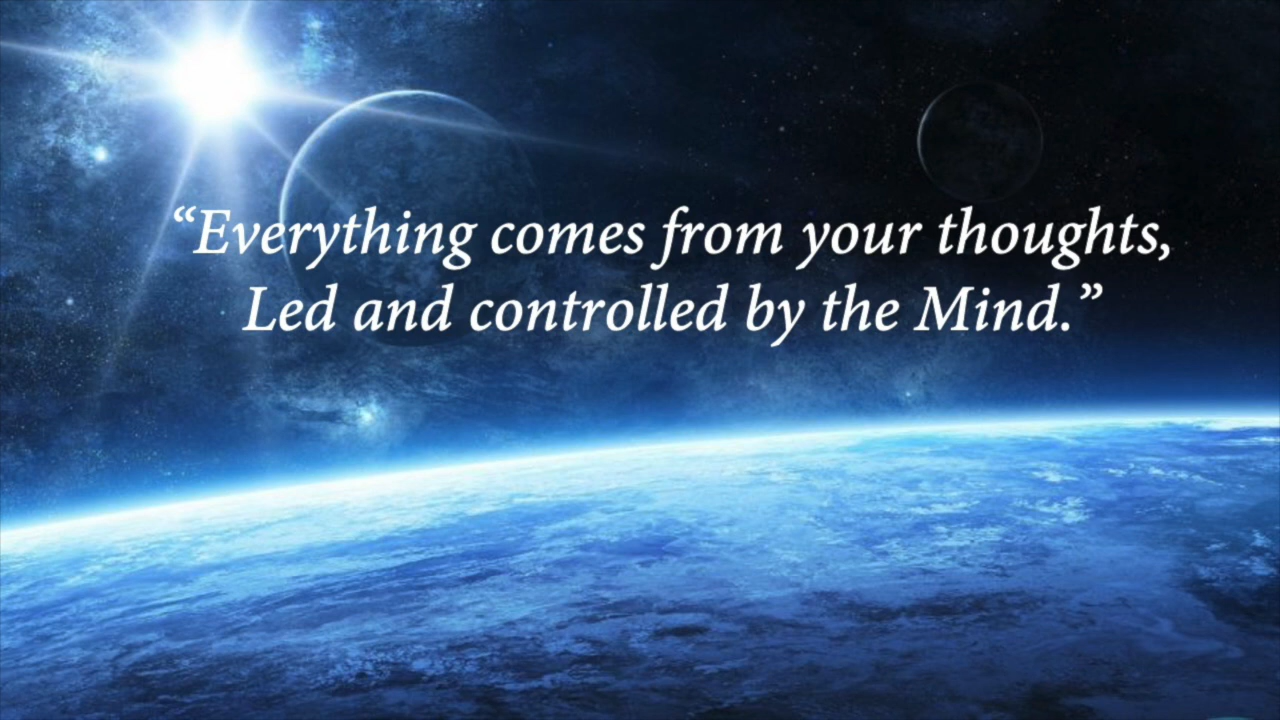 “Everything comes from your thoughts,
Led and controlled by the Mind.”